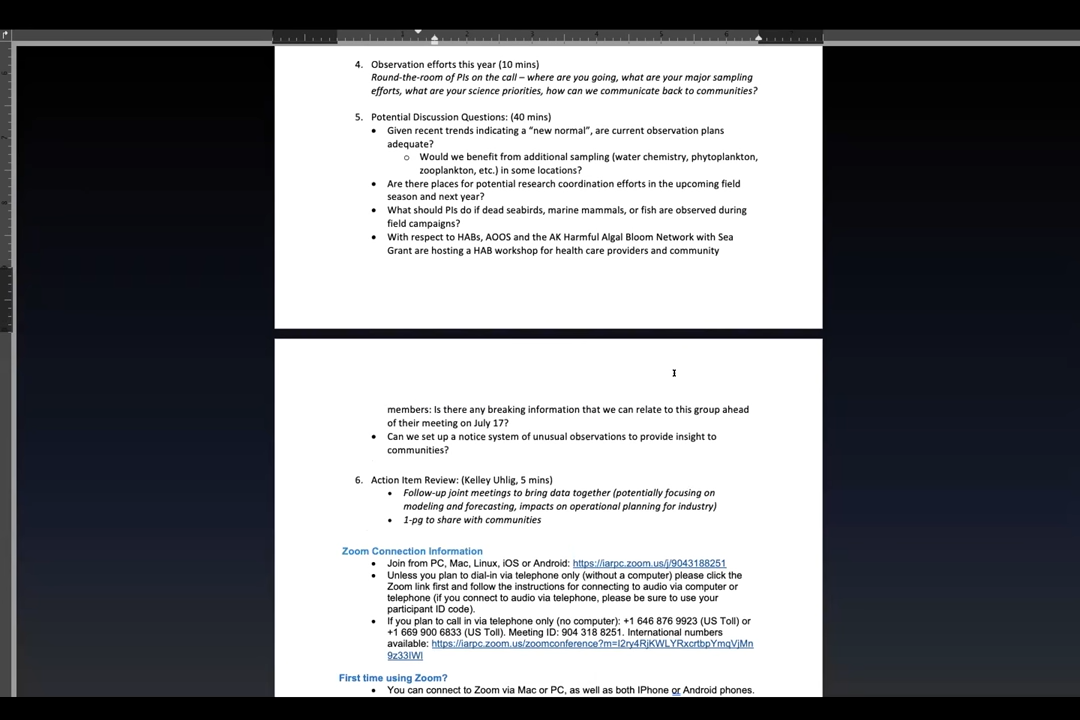 4. Observation efforts this year (10 mins)
Round-the-room of PIs on the call – where are you going, what are your major sampling
efforts, what are your science priorities, how can we communicate back to communities?
5. Potential Discussion Questions: (40 mins)
• Given recent trends indicating a “new normal”, are current observation plans
adequate?
o Would we benefit from additional sampling (water chemistry, phytoplankton,
zooplankton, etc.) in some locations?
• Are there places for potential research coordination efforts in the upcoming field
season and next year?
• What should PIs do if dead seabirds, marine mammals, or fish are observed during
field campaigns?
• With respect to HABs, AOOS and the AK Harmful Algal Bloom Network with Sea
Grant are hosting a HAB workshop for health care providers and community
members: Is there any breaking information that we can relate to this group ahead
of their meeting on July 17?
• Can we set up a notice system of unusual observations to provide insight to
communities?
6. Action Item Review: (Kelley Uhlig, 5 mins)
• Follow-up joint meetings to bring data together (potentially focusing on
modeling and forecasting, impacts on operational planning for industry)
• 1-pg to share with communities
Zoom Connection Information
• Join from PC, Mac, Linux, iOS or Android: https://iarpc.zoom.us/j/9043188251
• Unless you plan to dial-in via telephone only (without a computer) please click the
Zoom link first and follow the instructions for connecting to audio via computer or
telephone (if you connect to audio via telephone, please be sure to use your
participant ID code).
• If you plan to call in via telephone only (no computer): +1 646 876 9923 (US Toll) or
+1 669 900 6833 (US Toll). Meeting ID: 904 318 8251. International numbers
available: https://iarpc.zoom.us/zoomconference?m=I2ry4RjKWLYRxcrtbpYmqVjMn
9z33IWl
First time using Zoom?
• You can connect to Zoom via Mac or PC, as well as both IPhone or Android phones.